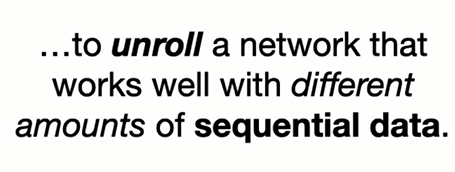 …to unroll a network that
works well with different
amounts of sequential data.